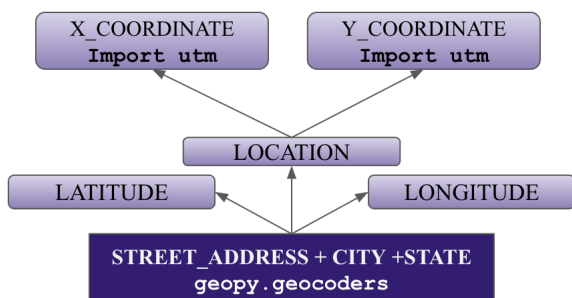 X_COORDINATE
Import utm
Y_COORDINATE
Import utm
LOCATION
LATITUDE
LONGITUDE
STREET_ADDRESS + CITY +STATE
geopy.geocoders